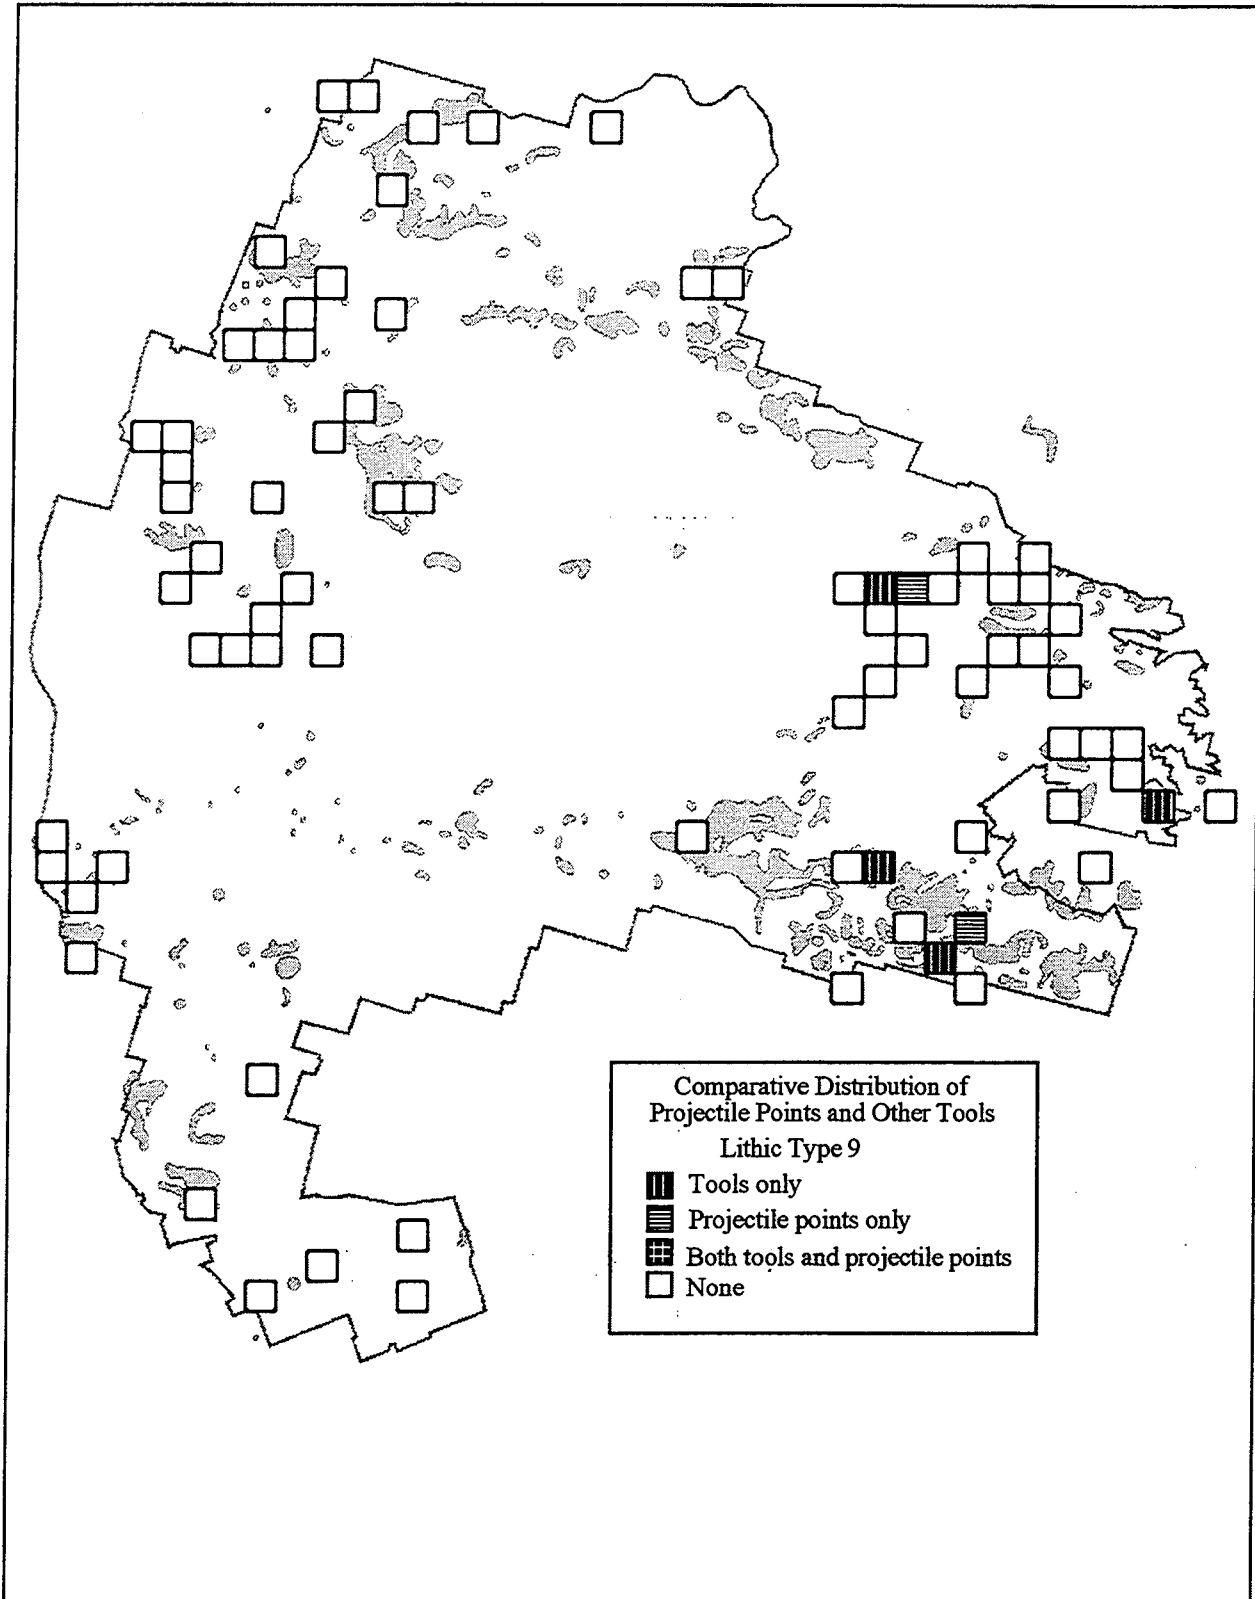 Comparative Distribution of
Projectile Points and Other Tools
Lithic Type 9
Tools only
Projectile points only
Both tools and projectile points
None